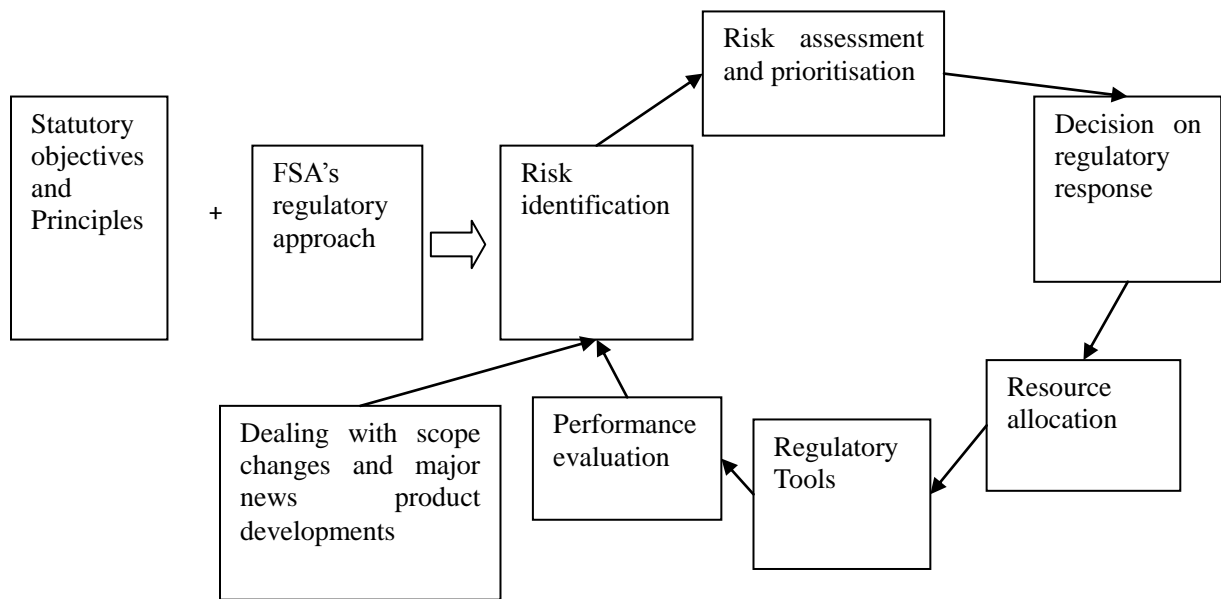 Statutory
objectives
and
Principles
+
FSA's
regulatory
approach
Risk
identification
Risk assessment
and prioritisation
Decision on
regulatory
response
Resource
allocation
Regulatory
Tools
Performance
evaluation
Dealing with scope
changes and major
news product
developments